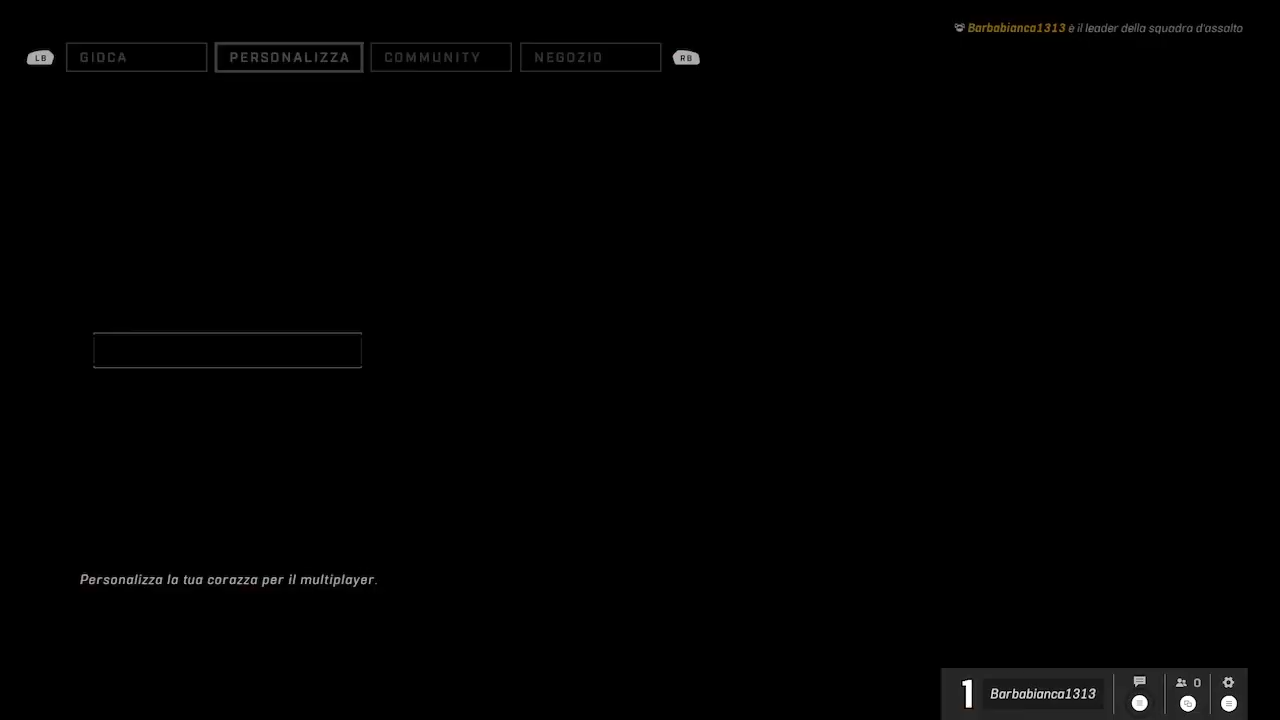 Barbabianca1313 è il leader della squadra d'assalto
LB GIOCA PERSONALIZZA COMMUNITY NEGOZIO RB
Personalizza la tua corazza per il multiplayer.
1 Barbabianca1313 0